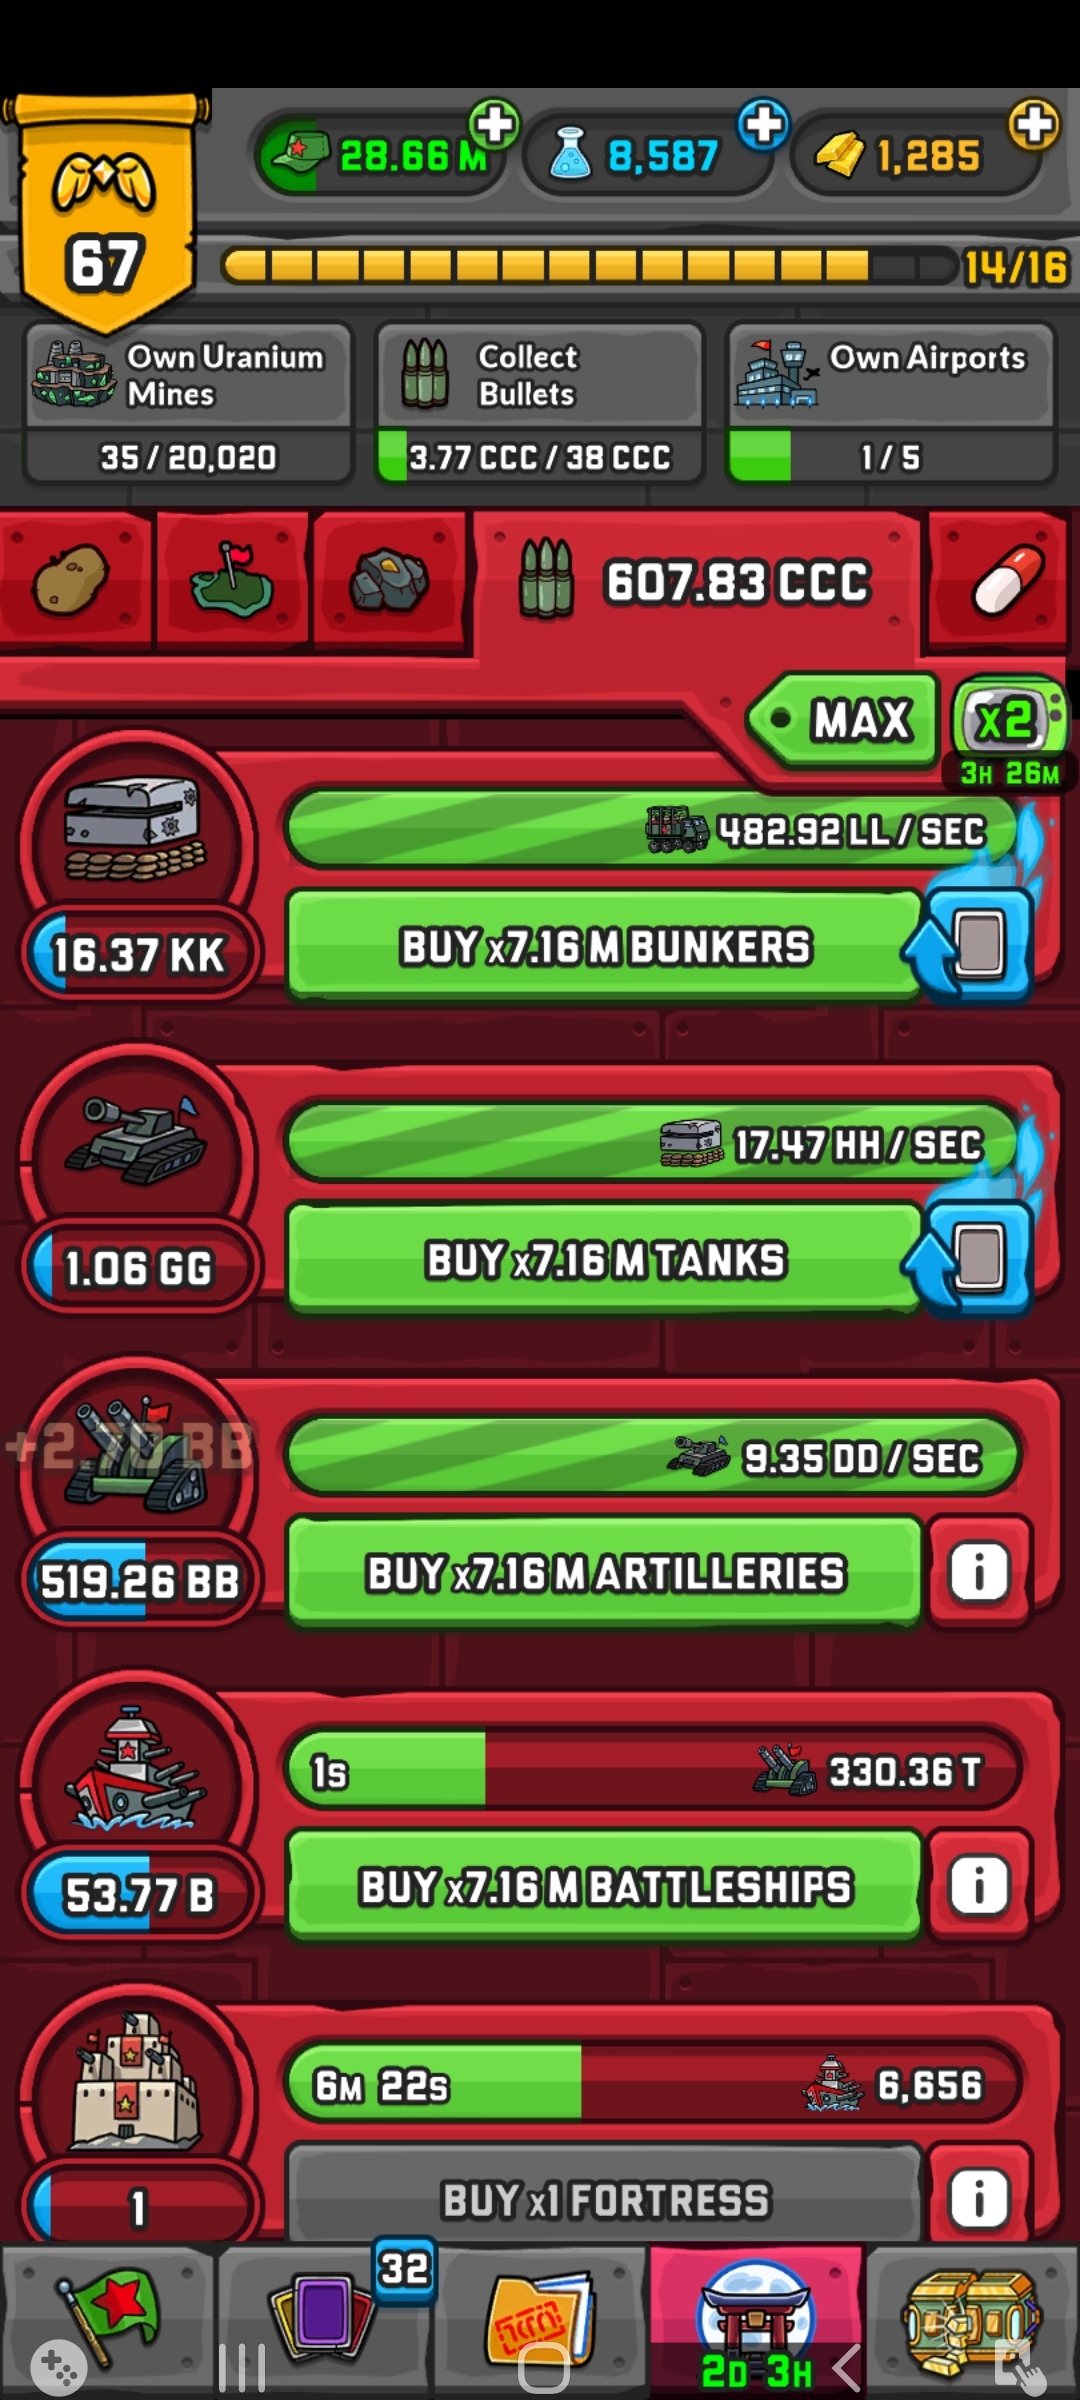 28.66 M
8,587
1,285
67
14/16
Own Uranium
Mines
35 / 20,020
Collect
Bullets
3.77 CCC / 38 CCC
Own Airports
1 / 5
607.83 CCC
MAX
x2
3H 26M
482.92 LL / SEC
16.37 KK
BUY x7.16 M BUNKERS
17.47 HH / SEC
1.06 GG
BUY x7.16 M TANKS
+2.70 BB
9.35 DD / SEC
519.26 BB
BUY x7.16 M ARTILLERIES
i
1s
330.36 T
53.77 B
BUY x7.16 M BATTLESHIPS
i
6M 22s
6,656
1
BUY x1 FORTRESS
i
32
2D 3H